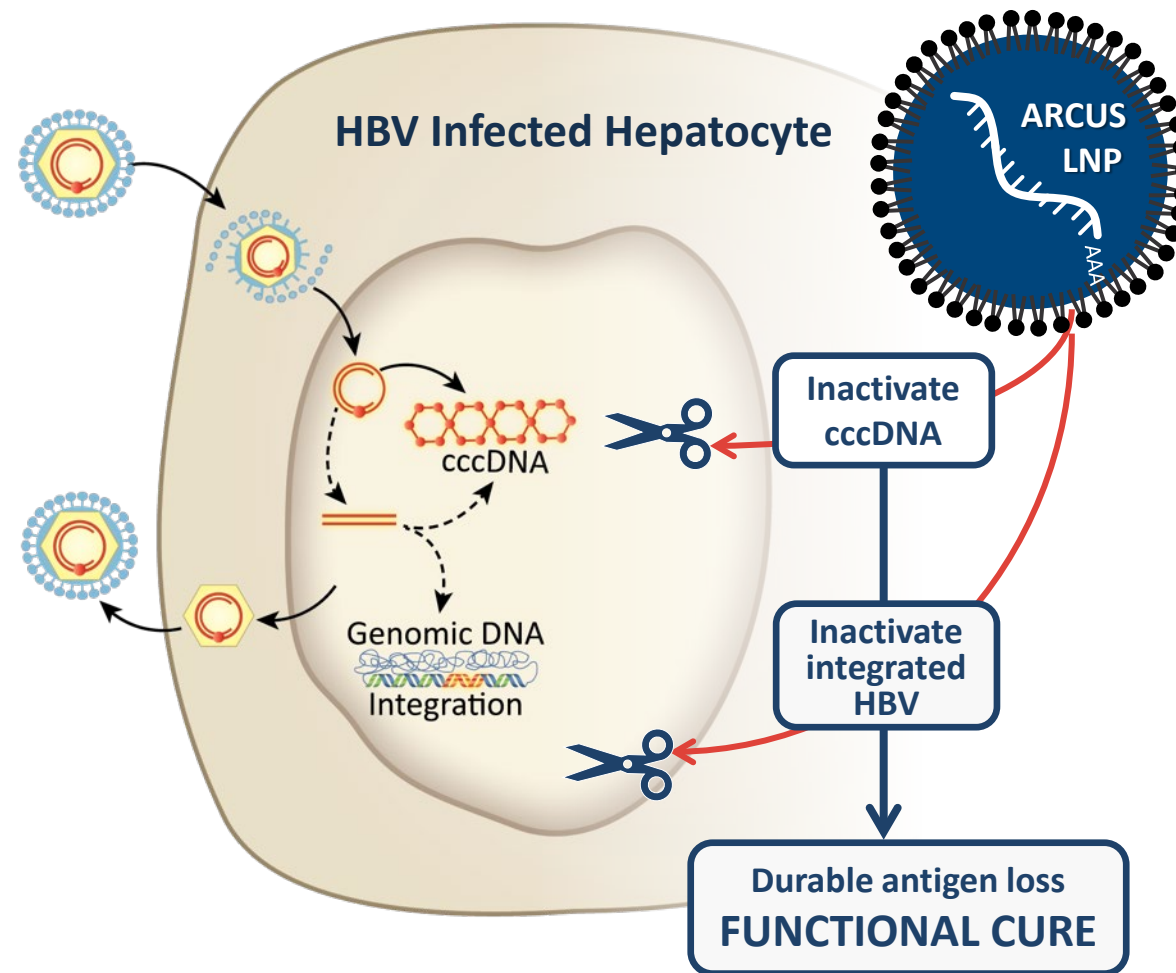 HBV Infected Hepatocyte
ARCUS
LNP
AAA
Inactivate
cccDNA
cccDNA
Inactivate
integrated
HBV
Genomic DNA
Integration
Durable antigen loss
FUNCTIONAL CURE